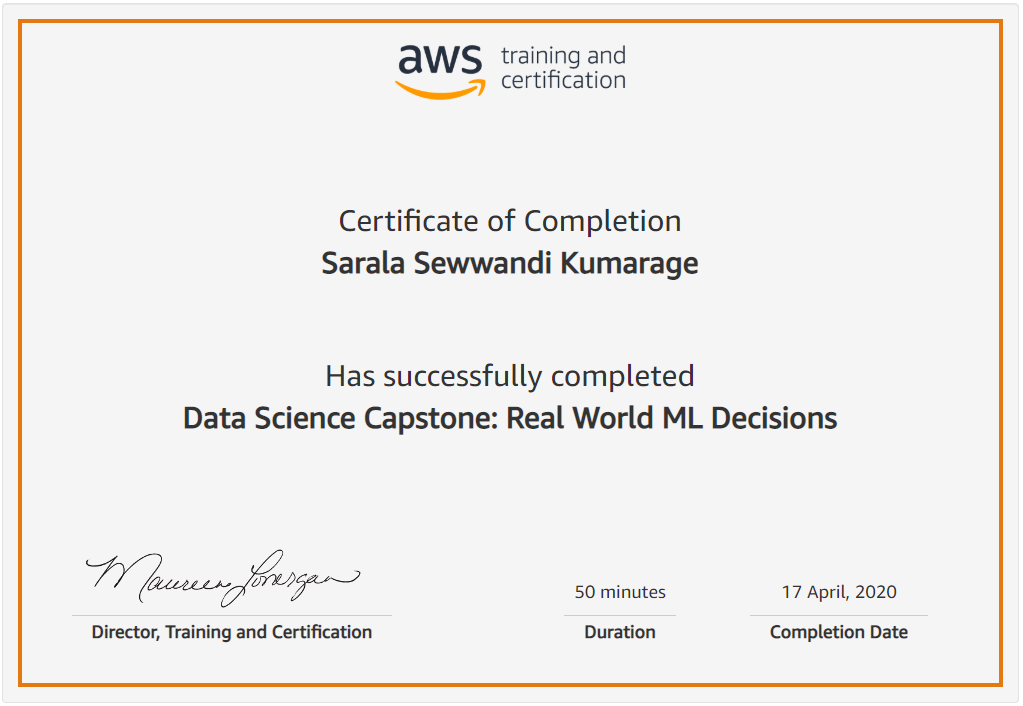 aws training and
certification
Certificate of Completion
Sarala Sewwandi Kumarage
Has successfully completed
Data Science Capstone: Real World ML Decisions
Maureen Lonergan
50 minutes
17 April, 2020
Director, Training and Certification
Duration
Completion Date